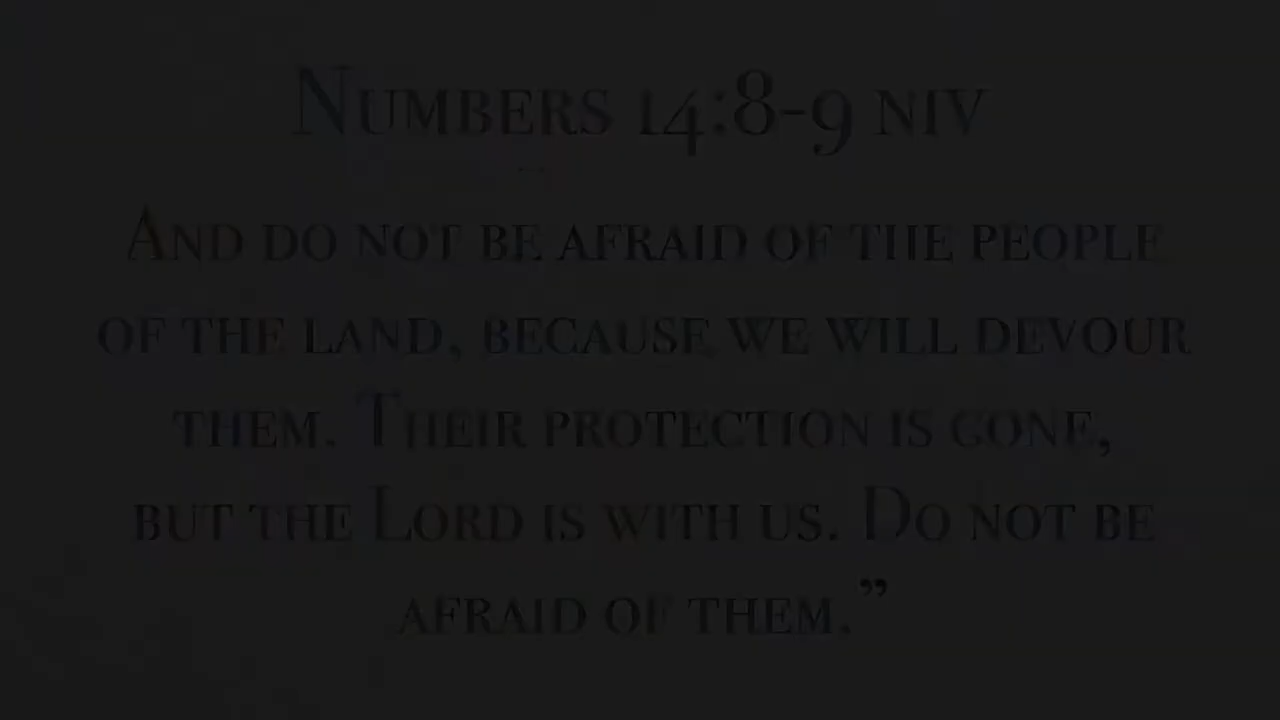 Numbers 14:8-9 NIV
And do not be afraid of the people
of the land, because we will devour
them. Their protection is gone,
but the Lord is with us. Do not be
afraid of them.”